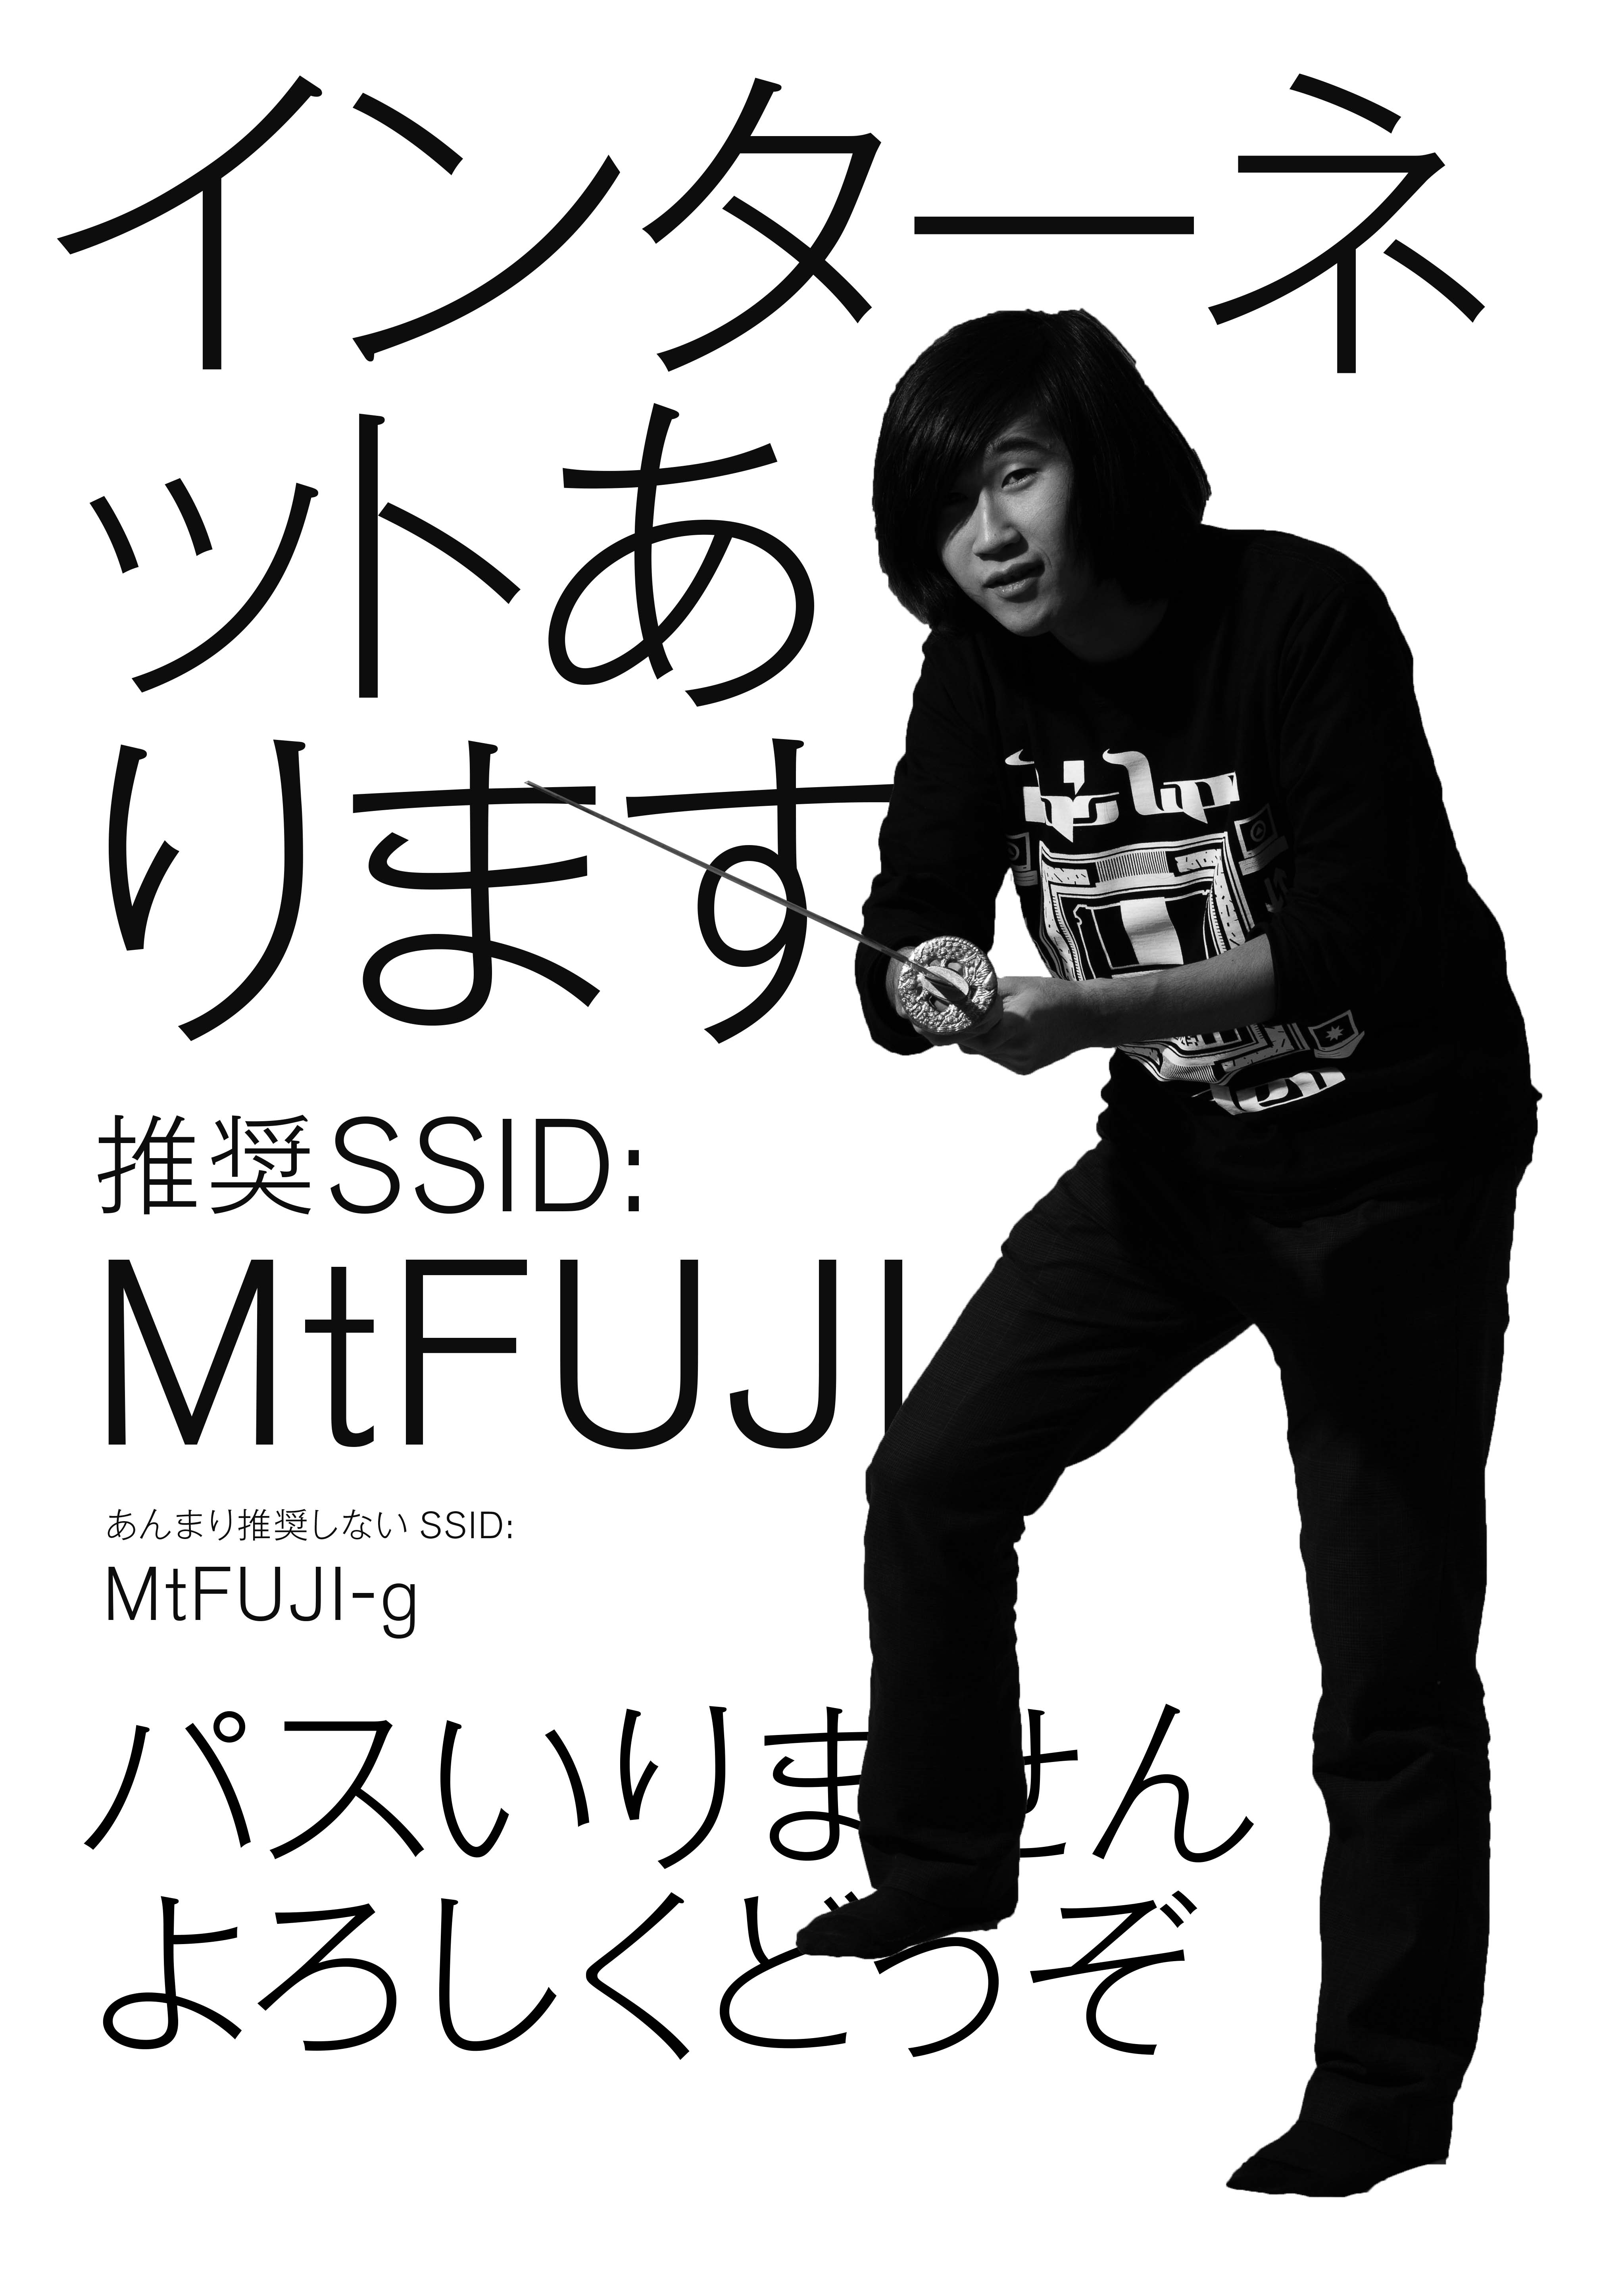 インターネ
ットあ
ります
推奨SSID:
MtFUJI
あんまり推奨しない SSID:
MtFUJI-g
パスいりません
よろしくどうぞ